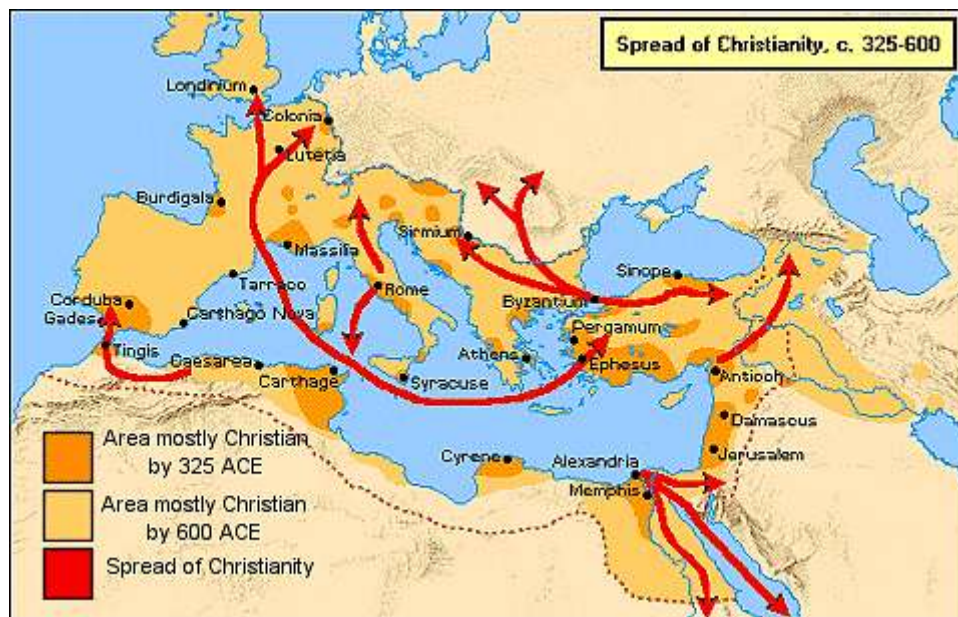 Spread of Christianity, c. 325-600
Londinium
Colonia
Lutetia
Burdigala
Sirmium
Massilia
Sinope
Tarraco
Rome
Byzantium
Corduba
Carthago Nova
Gades
Pergamum
Tingis
Caesarea
Athens
Ephesus
Carthage
Syracuse
Antioch
Damascus
Area mostly Christian
by 325 ACE
Cyrene
Alexandria
Jerusalem
Memphis
Area mostly Christian
by 600 ACE
Spread of Christianity